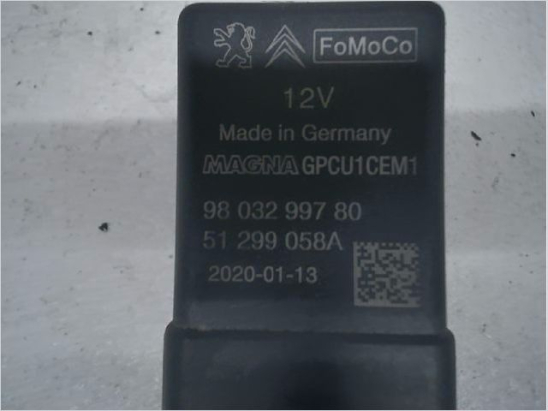 FoMoCo
12V
Made in Germany
MAGNA GPCU1CEM1
98 032 997 80
51 299 058A
2020-01-13